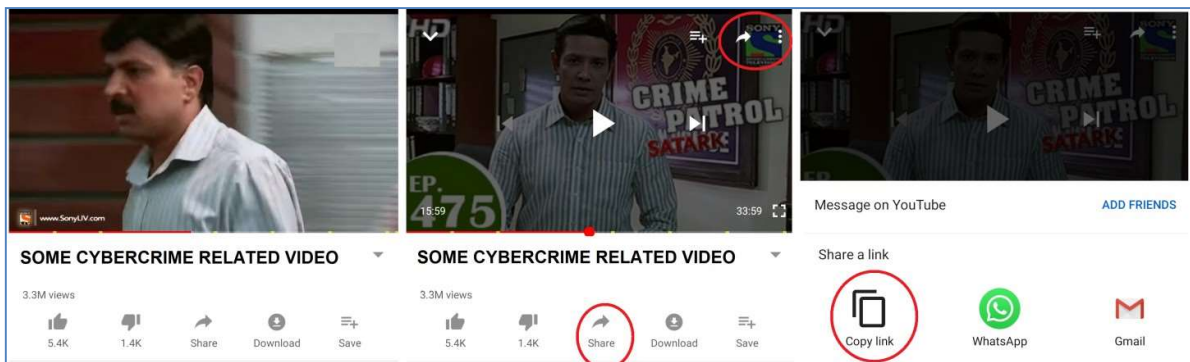 www.SonyLIV.com
SOME CYBERCRIME RELATED VIDEO
3.3M views
5.4K
1.4K
Share
Download
Save
HD
SONY
CRIME
PATROL
SATARK
EP.
475
15:59
33:59
SOME CYBERCRIME RELATED VIDEO
3.3M views
5.4K
1.4K
Share
Download
Save
HD
CRIME
PATROL
SATARK
Message on YouTube
ADD FRIENDS
Share a link
Copy link
WhatsApp
Gmail